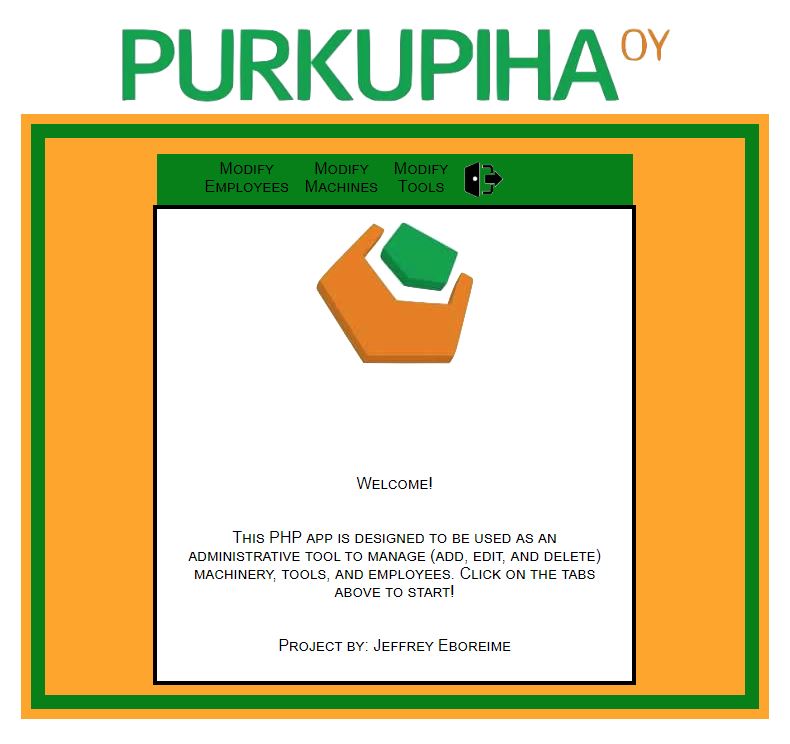 PURKUPIHA OY
Modify Employees
Modify Machines
Modify Tools
Welcome!
This PHP app is designed to be used as an
administrative tool to manage (add, edit, and delete)
machinery, tools, and employees. Click on the tabs
above to start!
Project by: Jeffrey Eboreime